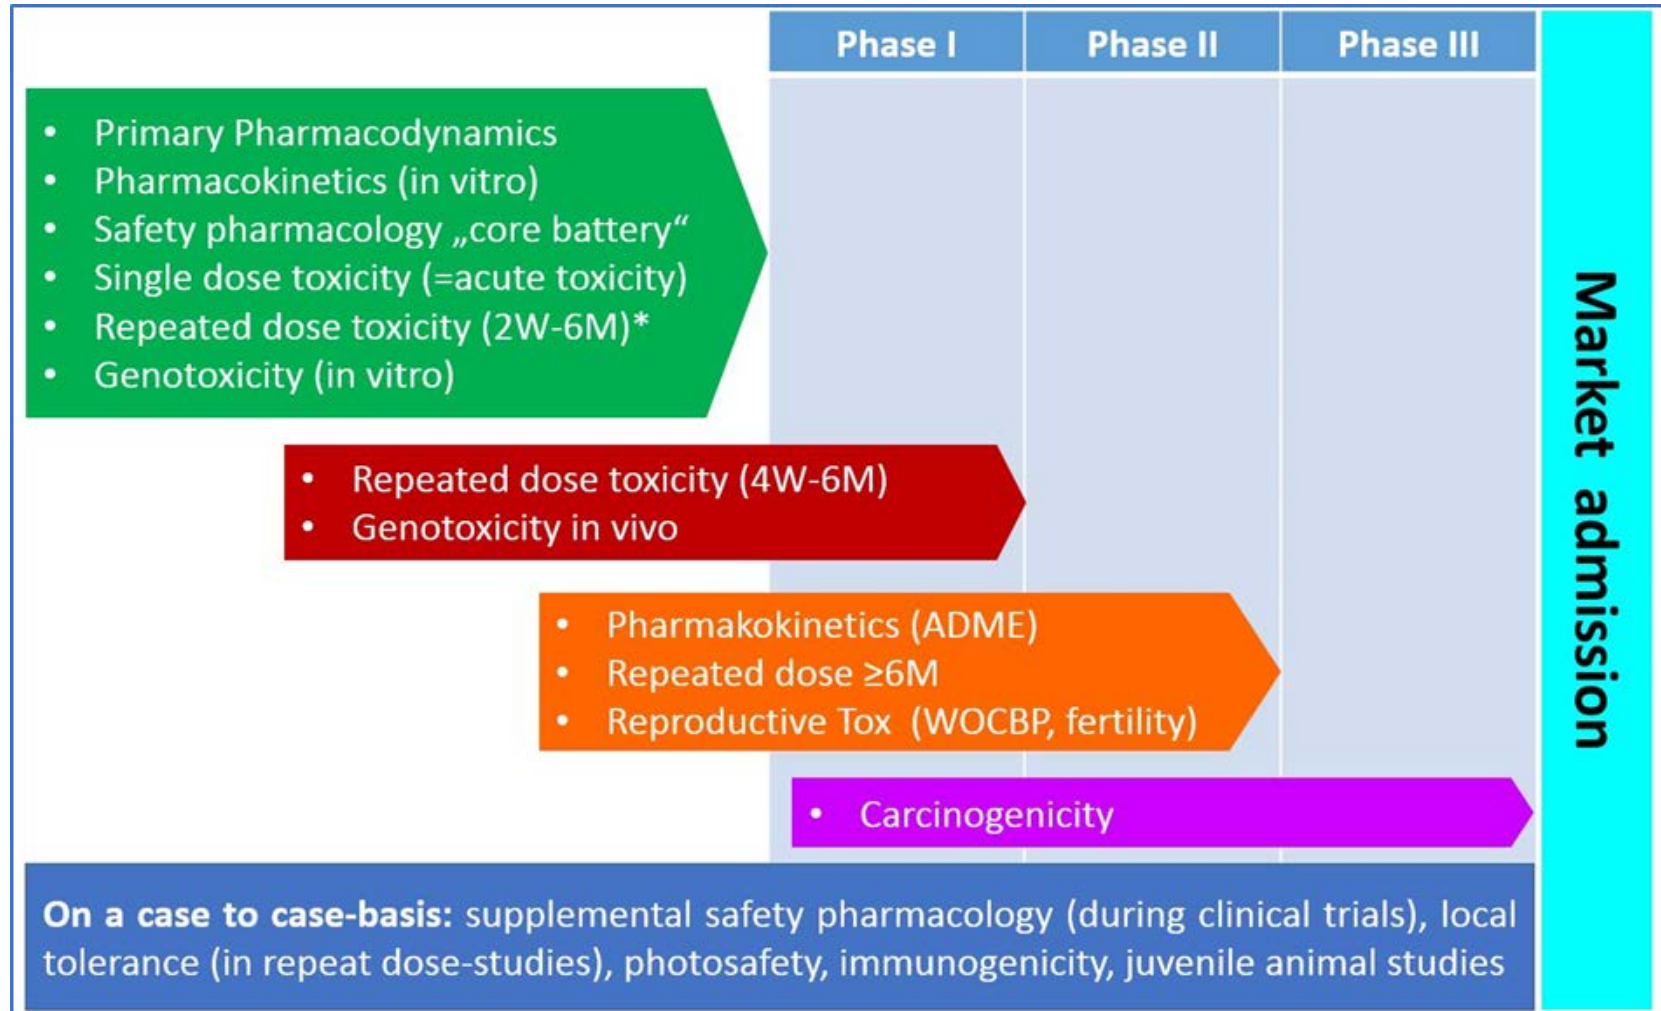 Phase I
Phase II
Phase III
• Primary Pharmacodynamics
• Pharmacokinetics (in vitro)
• Safety pharmacology „core battery“
• Single dose toxicity (=acute toxicity)
• Repeated dose toxicity (2W-6M)*
• Genotoxicity (in vitro)
• Repeated dose toxicity (4W-6M)
• Genotoxicity in vivo
• Pharmakokinetics (ADME)
• Repeated dose ≥6M
• Reproductive Tox (WOCBP, fertility)
• Carcinogenicity
On a case to case-basis: supplemental safety pharmacology (during clinical trials), local
tolerance (in repeat dose-studies), photosafety, immunogenicity, juvenile animal studies
Market admission